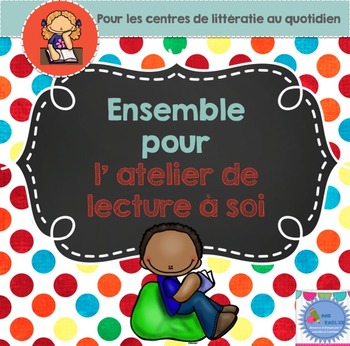 Pour les centres de littératie au quotidien
Ensemble
pour
l' atelier de
lecture à soi